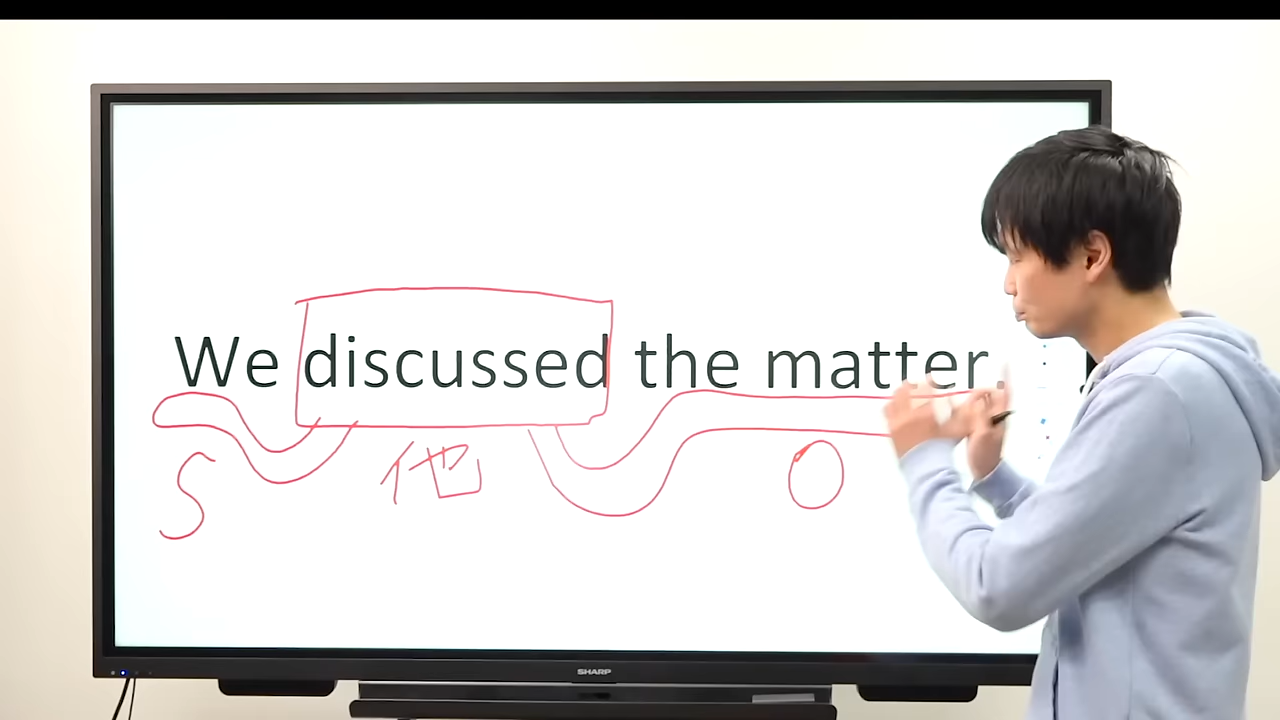 We discussed the matter.
S 他 O
SHARP